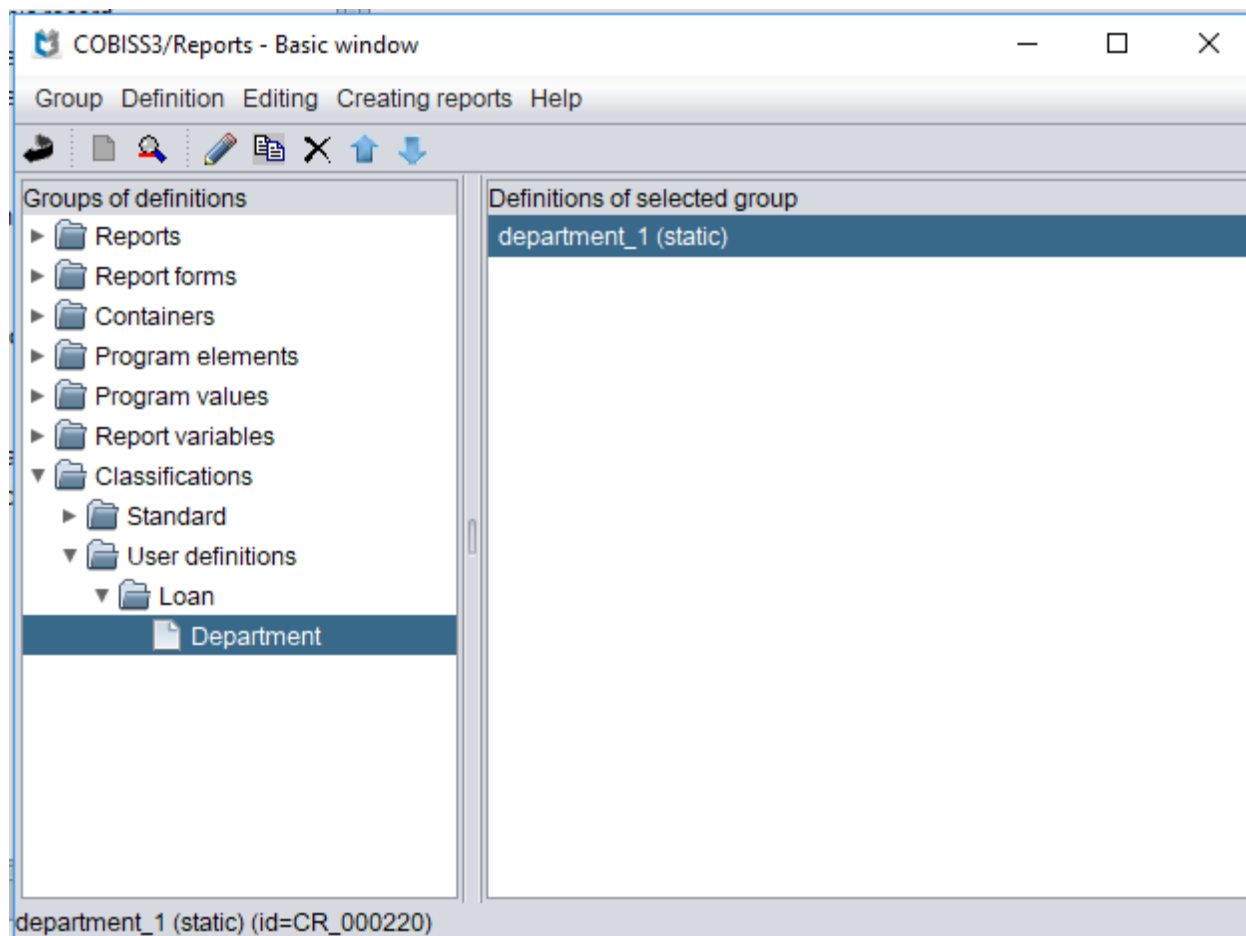 COBISS3/Reports - Basic window
Group Definition Editing Creating reports Help
Groups of definitions
Reports
Report forms
Containers
Program elements
Program values
Report variables
Classifications
Standard
User definitions
Loan
Department
Definitions of selected group
department_1 (static)
department_1 (static) (id=CR_000220)